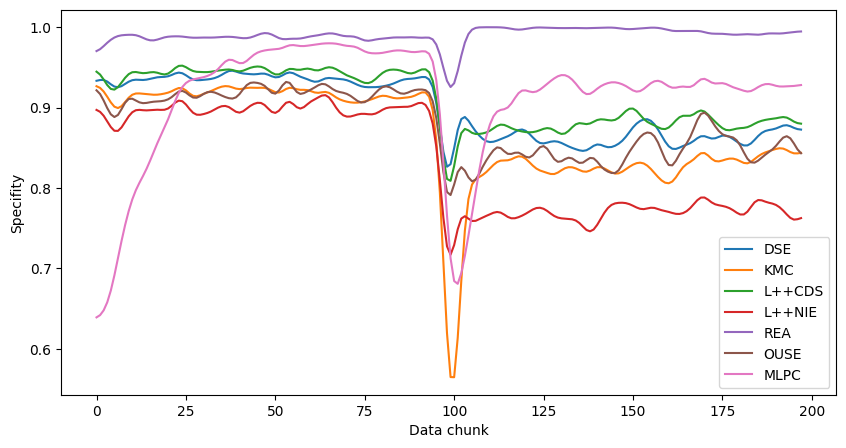 1.0
0.9
0.8
0.7
0.6
Specifity
0 25 50 75 100 125 150 175 200
Data chunk
DSE
KMC
L++CDS
L++NIE
REA
OUSE
MLPC